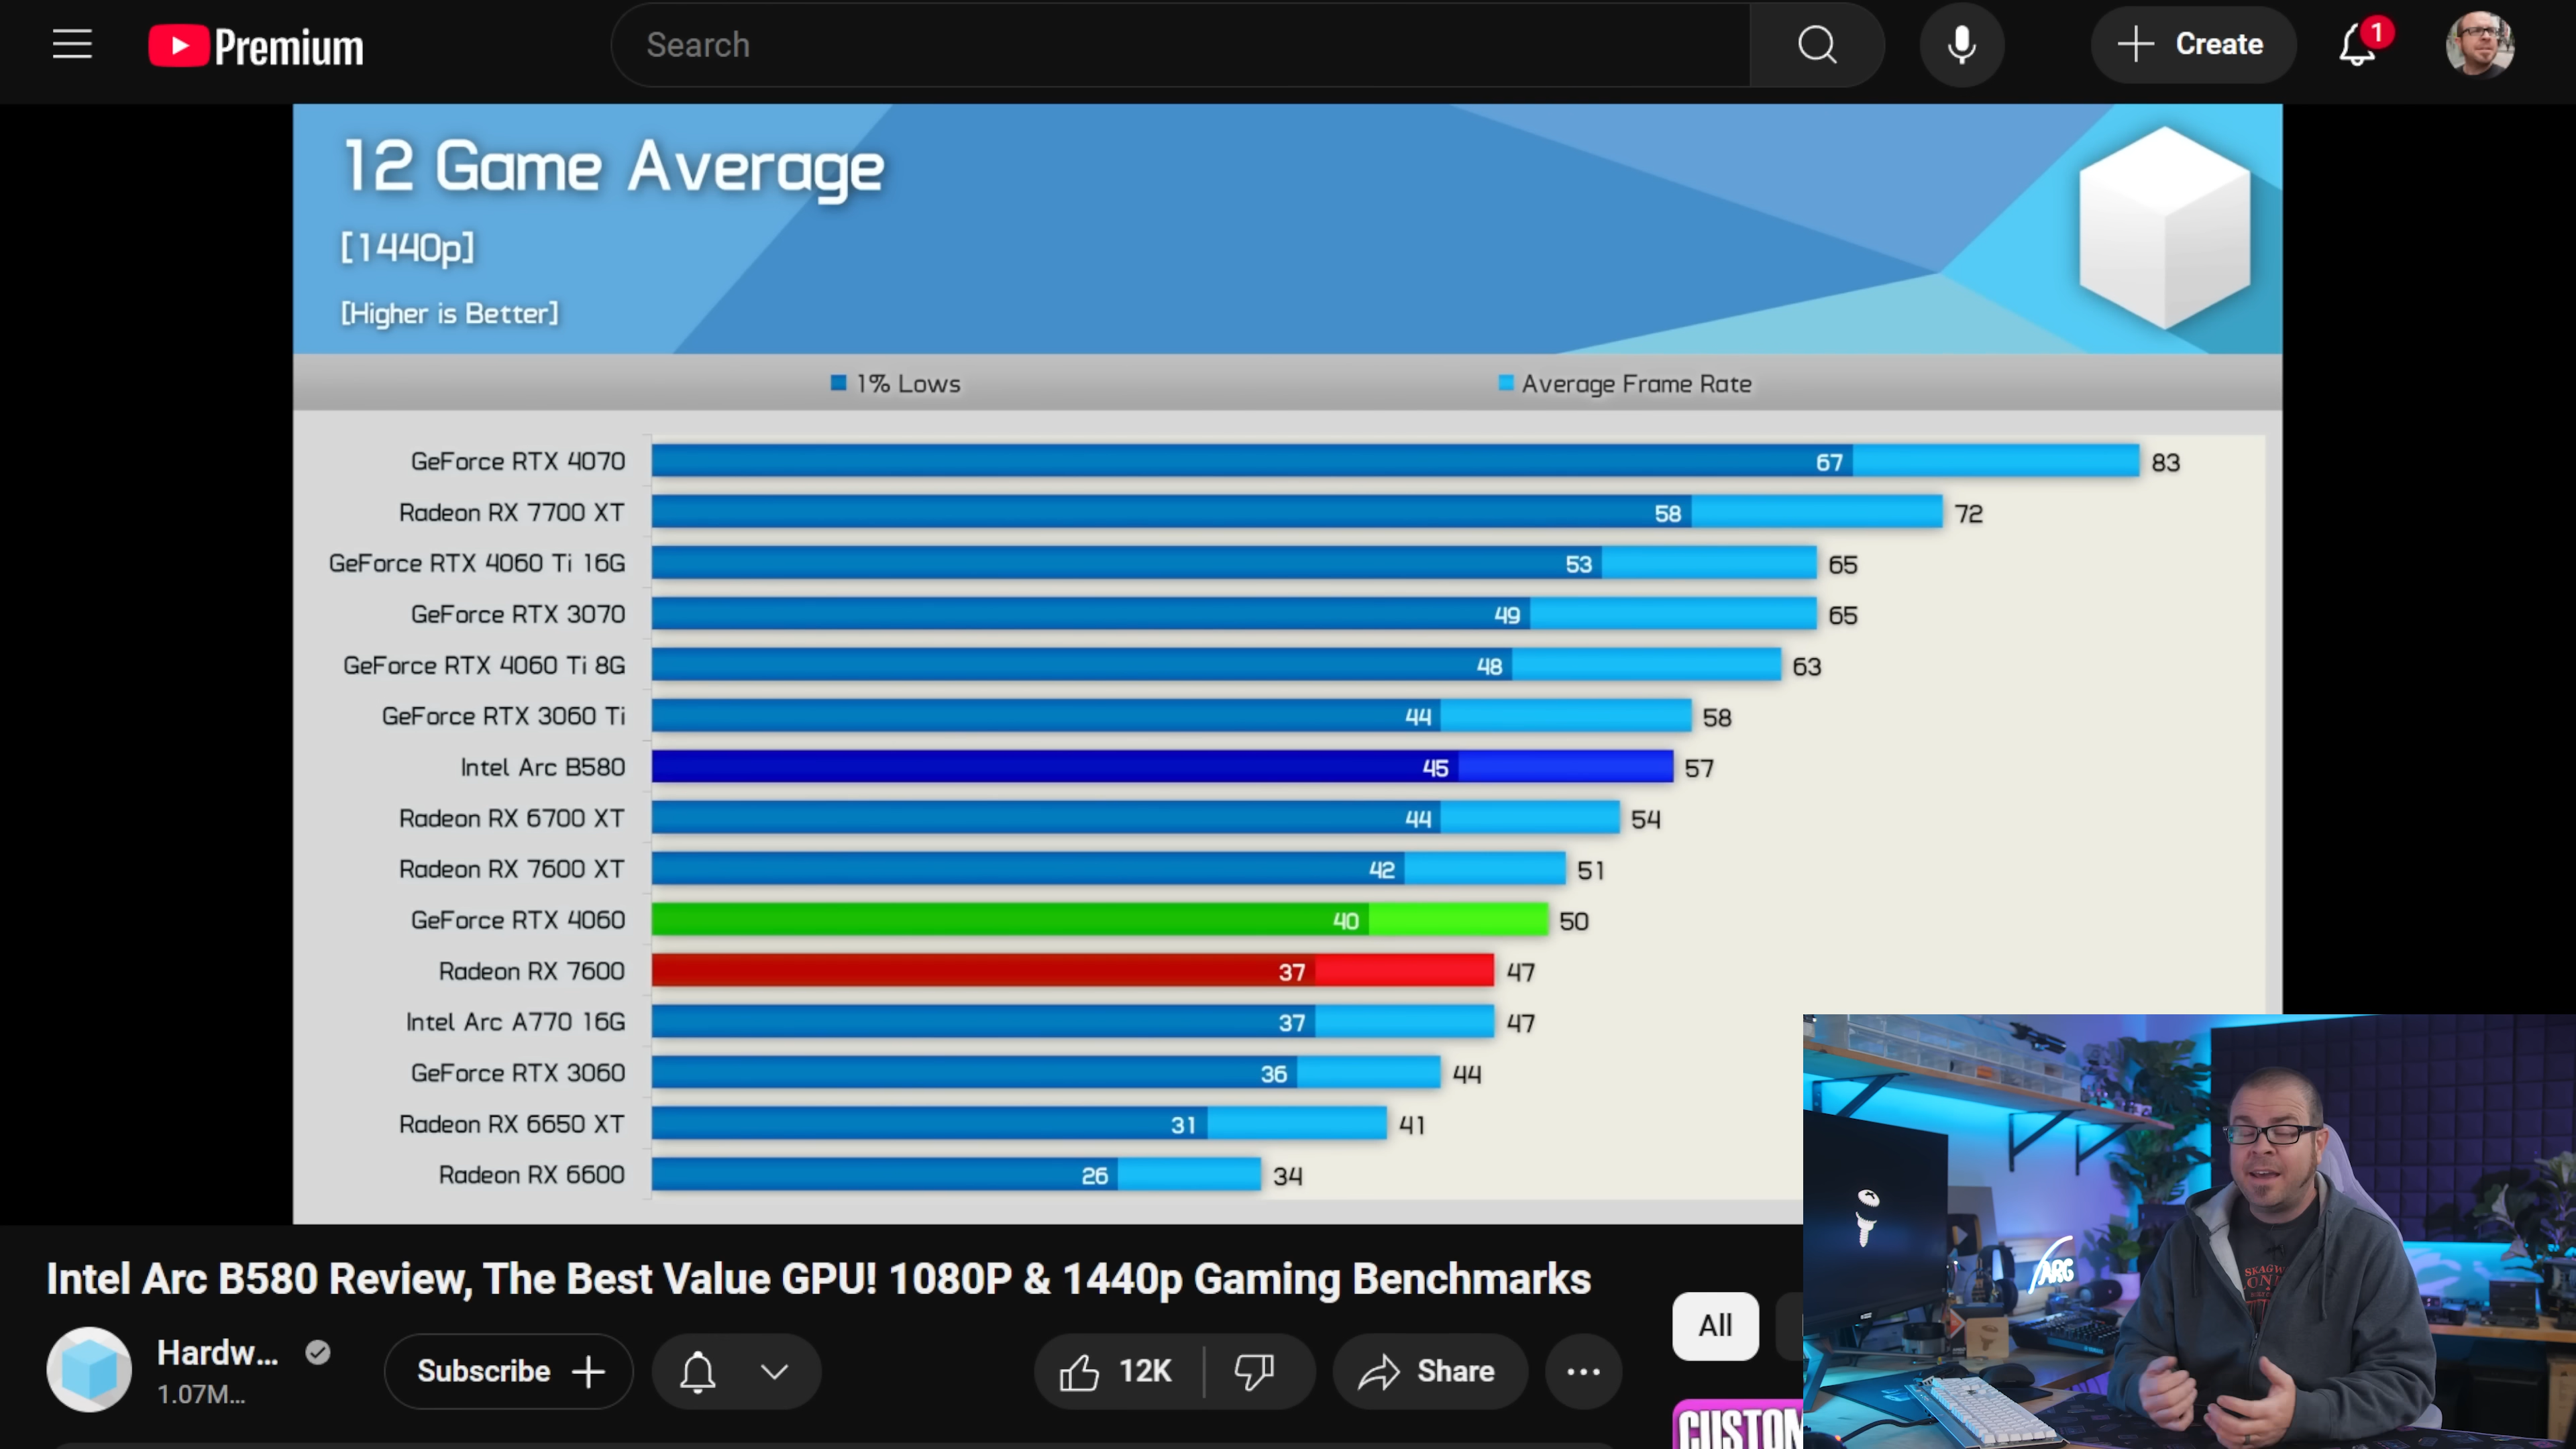 Premium
Search
Create
1
12 Game Average
[1440p]
[Higher is Better]
1% Lows
Average Frame Rate
GeForce RTX 4070 67 83
Radeon RX 7700 XT 58 72
GeForce RTX 4060 Ti 16G 53 65
GeForce RTX 3070 49 65
GeForce RTX 4060 Ti 8G 48 63
GeForce RTX 3060 Ti 44 58
Intel Arc B580 45 57
Radeon RX 6700 XT 44 54
Radeon RX 7600 XT 42 51
GeForce RTX 4060 40 50
Radeon RX 7600 37 47
Intel Arc A770 16G 37 47
GeForce RTX 3060 36 44
Radeon RX 6650 XT 31 41
Radeon RX 6600 26 34
Intel Arc B580 Review, The Best Value GPU! 1080P & 1440p Gaming Benchmarks
Hardw...
1.07M...
Subscribe
12K
Share
All
CUSTOM
ARC